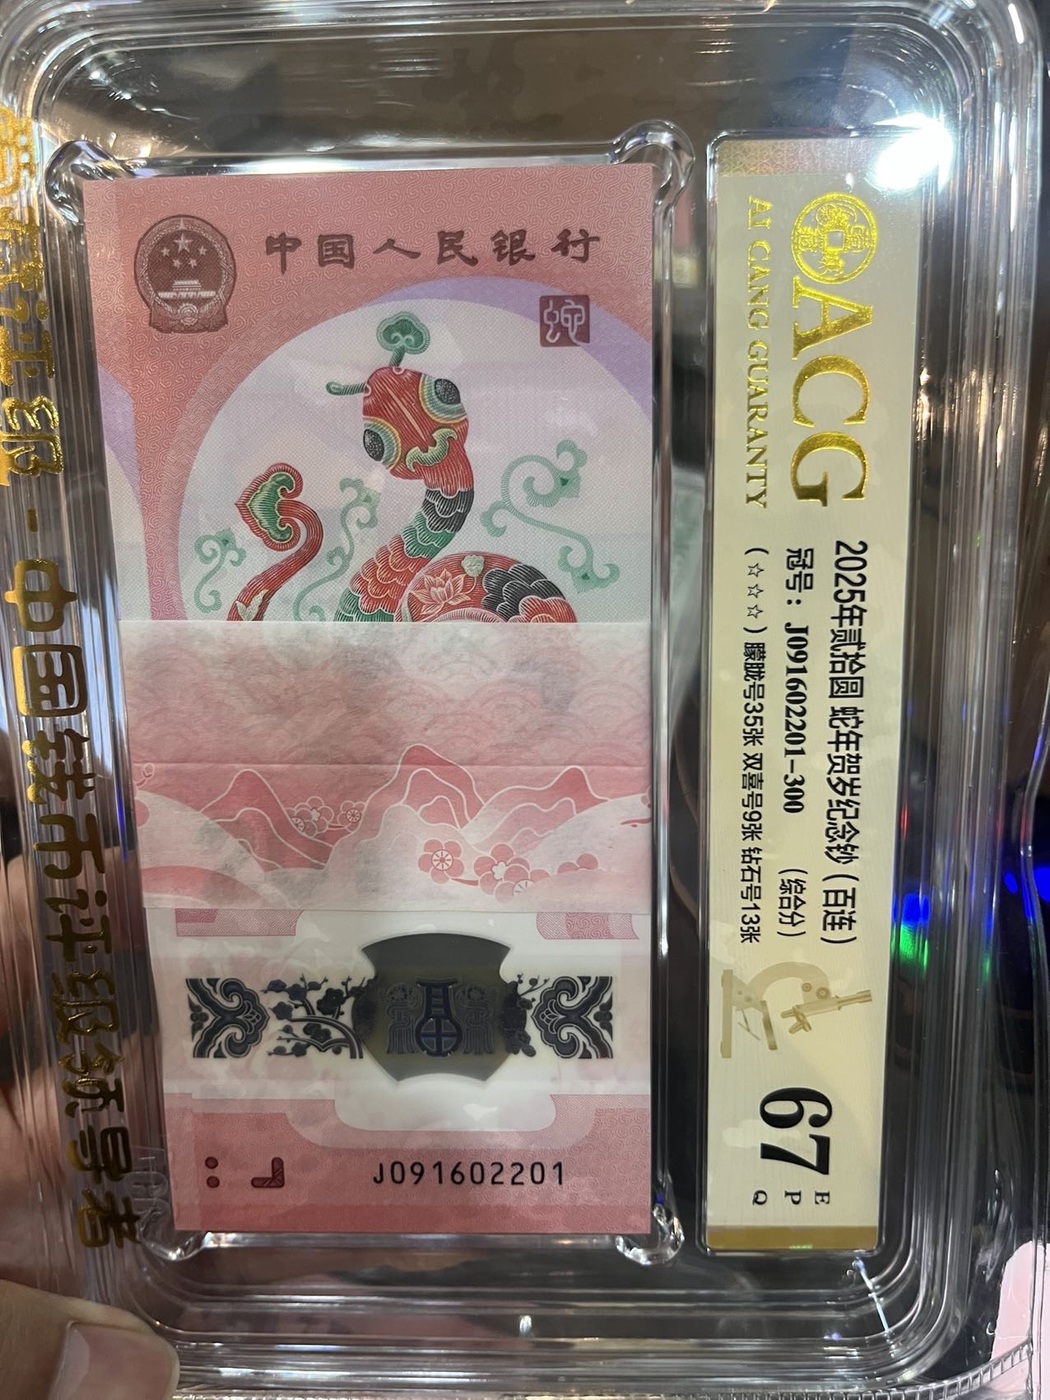 中国人民银行
蛇
J091602201
ACG
AI CANG GUARANTY
2025年贰拾圆 蛇年贺岁纪念钞（百连）
冠号：J091602201-300 （综合分）
（☆☆☆）朦胧号35张 双喜号9张 钻石号13张
67 E
P
Q
中国钱币评级领导者